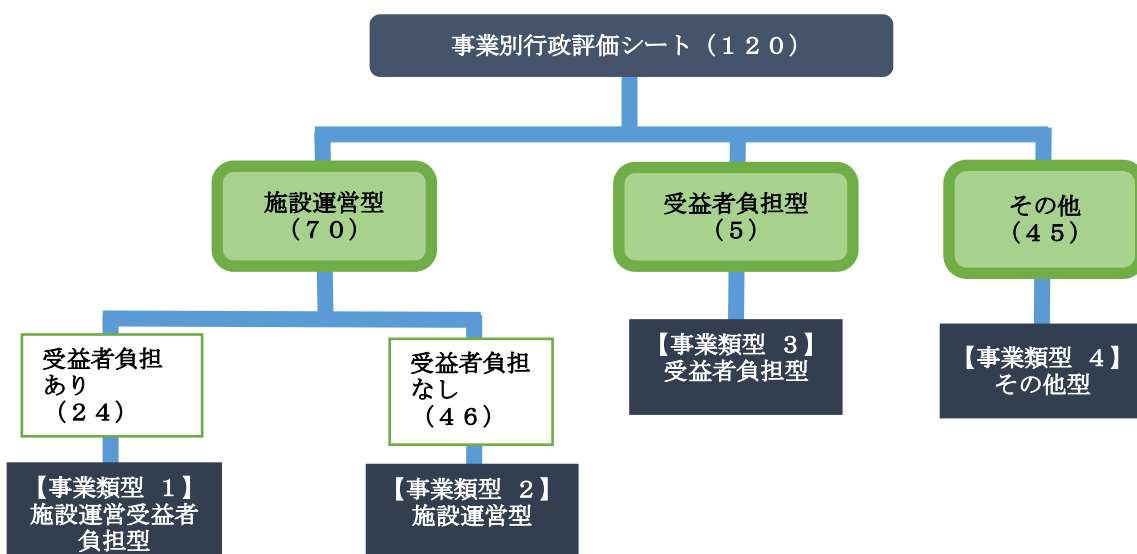 事業別行政評価シート（１２０）
施設運営型
（７０）
受益者負担型
（５）
その他
（４５）
受益者負担
あり
（２４）
受益者負担
なし
（４６）
【事業類型 ３】
受益者負担型
【事業類型 ４】
その他型
【事業類型 １】
施設運営受益者
負担型
【事業類型 ２】
施設運営型